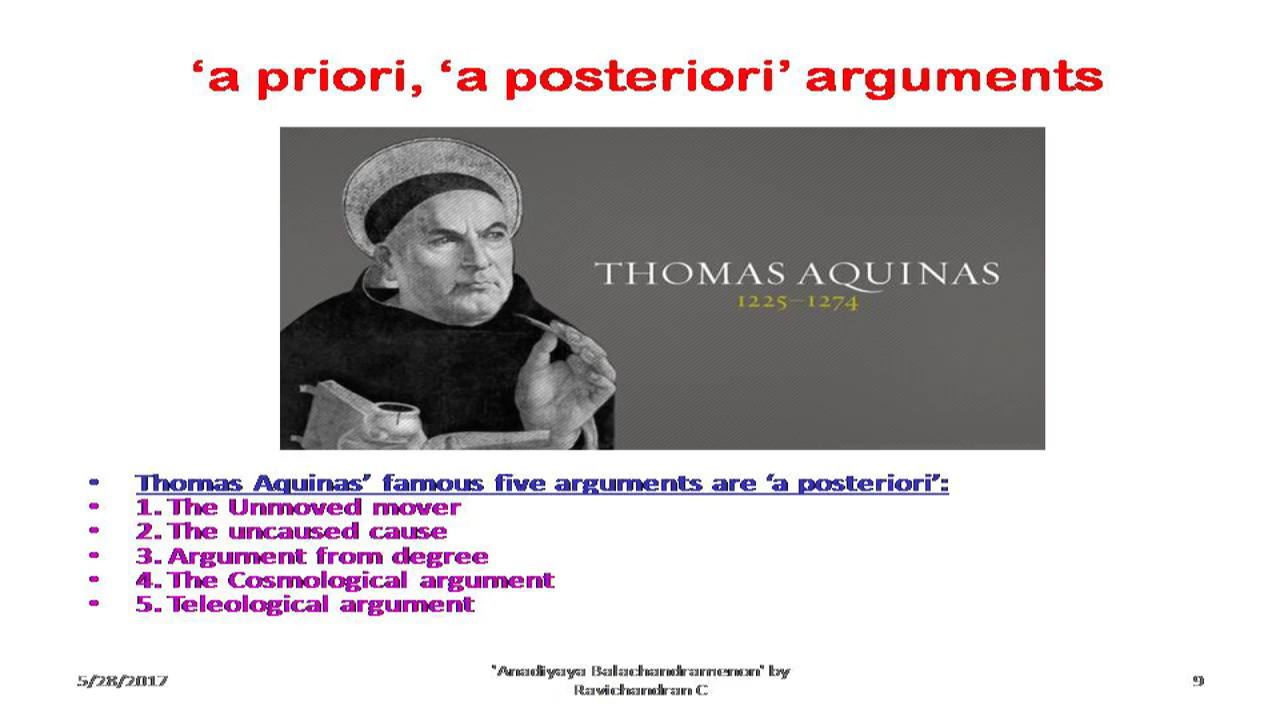 ‘a priori, ‘a posteriori’ arguments
THOMAS AQUINAS
1225–1274
• Thomas Aquinas’ famous five arguments are ‘a posteriori’:
• 1. The Unmoved mover
• 2. The uncaused cause
• 3. Argument from degree
• 4. The Cosmological argument
• 5. Teleological argument
5/28/2017
'Anadiyaya Balachandramenon' by
Ravichandran C
9